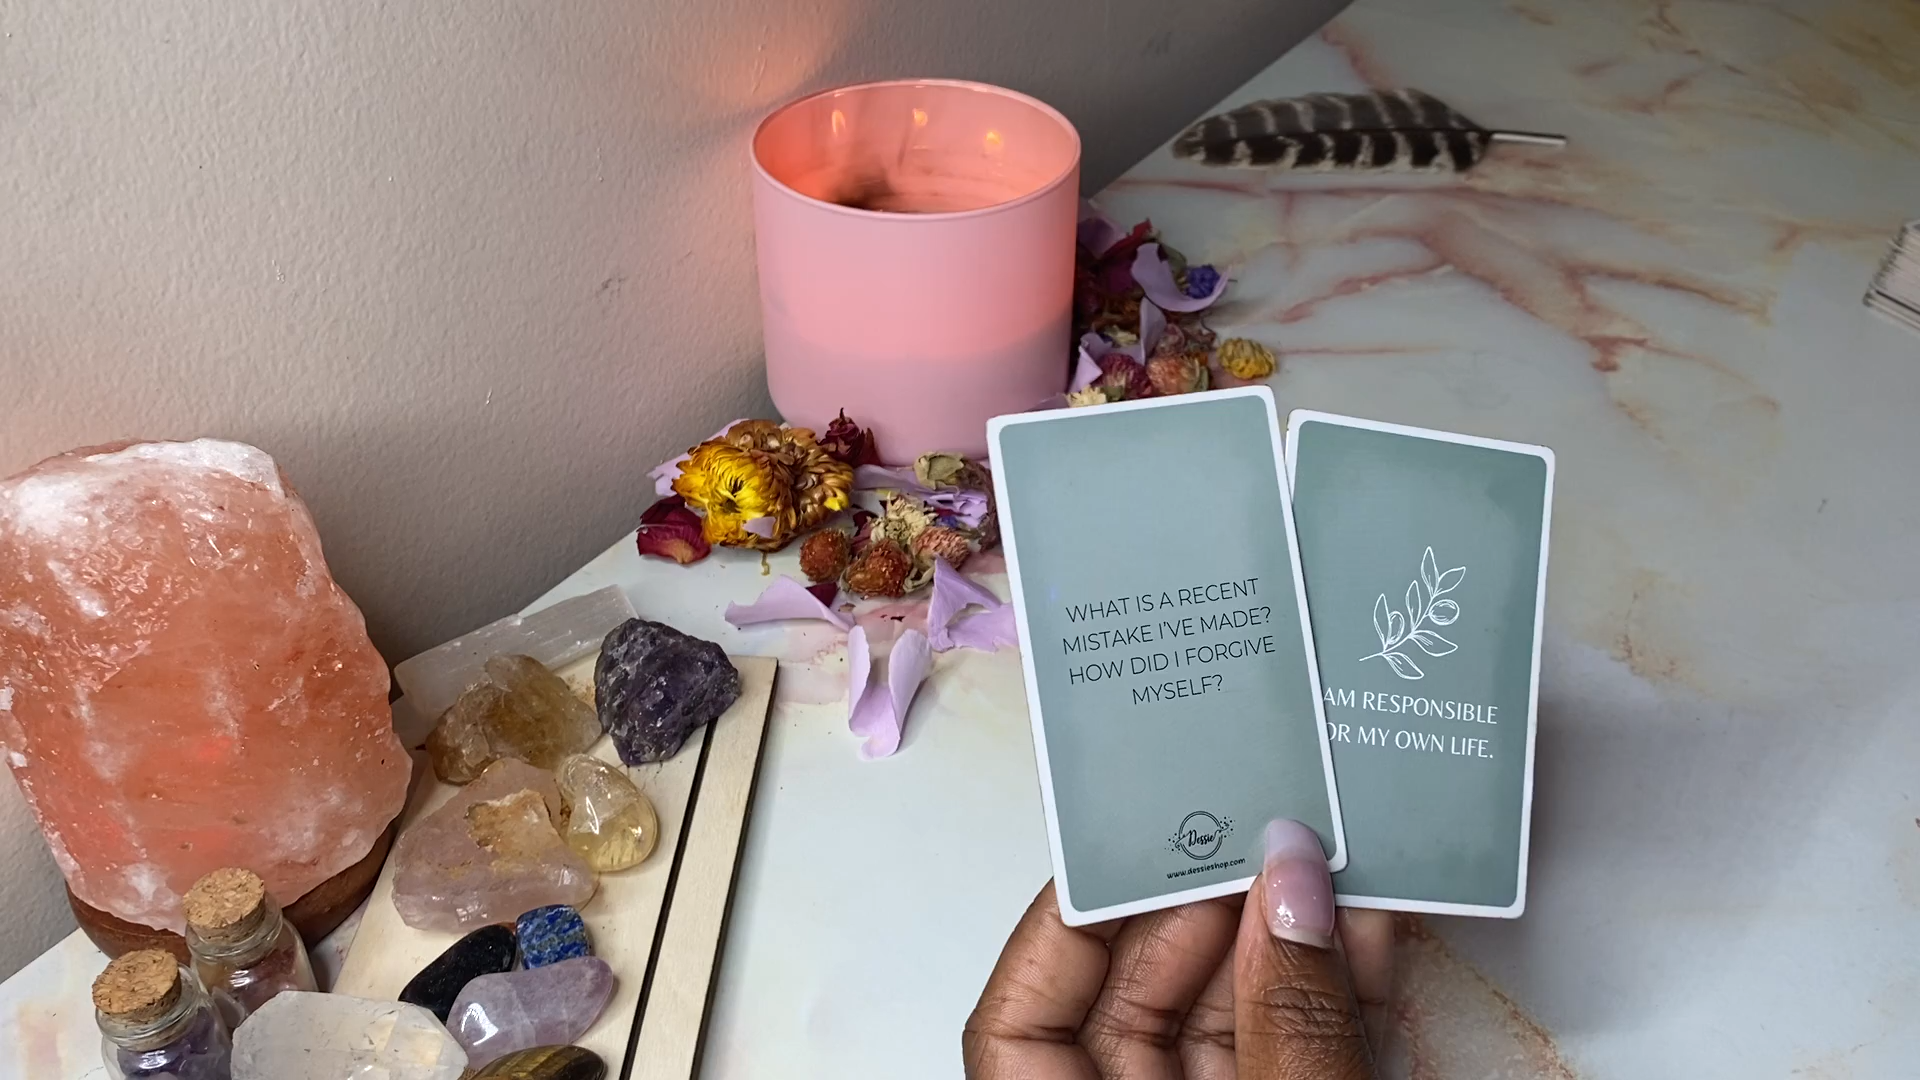 WHAT IS A RECENT
MISTAKE I'VE MADE?
HOW DID I FORGIVE
MYSELF?
Dessie
www.dessieshop.com
AM RESPONSIBLE
OR MY OWN LIFE.